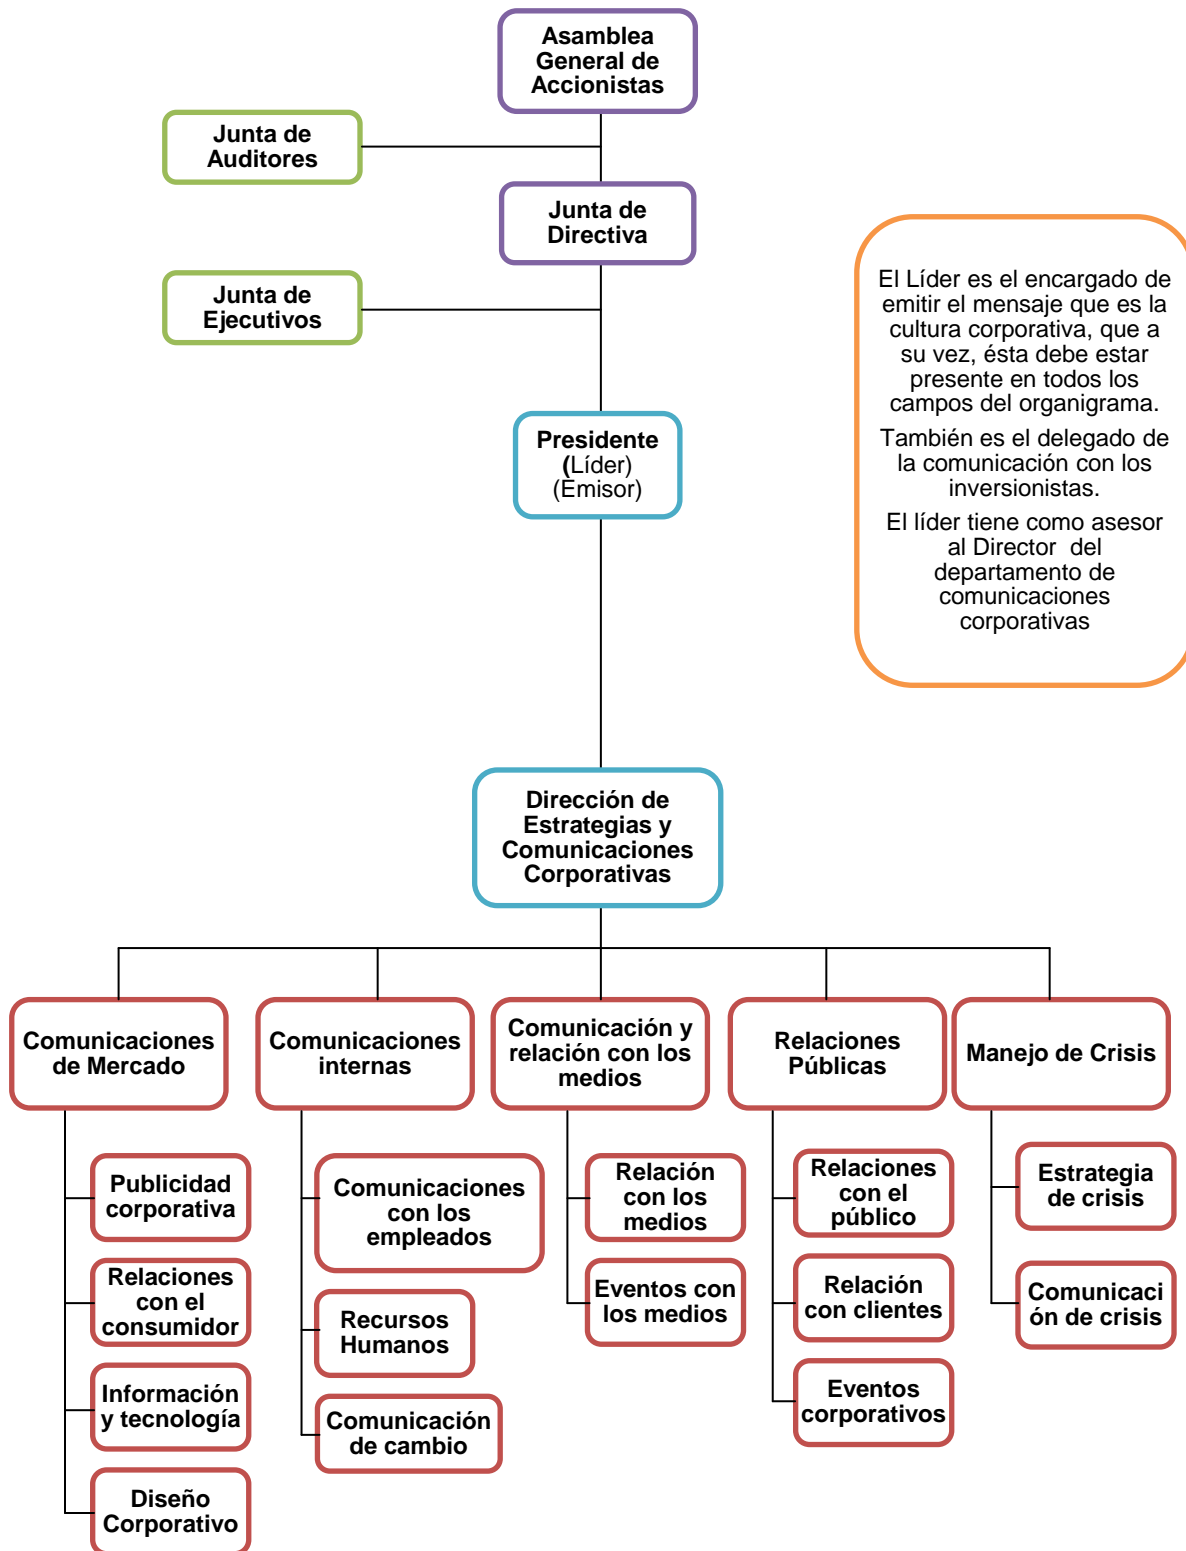 Asamblea
General de
Accionistas
Junta de
Auditores
Junta de
Directiva
Junta de
Ejecutivos
El Líder es el encargado de
emitir el mensaje que es la
cultura corporativa, que a
su vez, ésta debe estar
presente en todos los
campos del organigrama.
También es el delegado de
la comunicación con los
inversionistas.
El líder tiene como asesor
al Director del
departamento de
comunicaciones
corporativas
Presidente
(Líder)
(Emisor)
Dirección de
Estrategias y
Comunicaciones
Corporativas
Comunicaciones
de Mercado
Publicidad
corporativa
Relaciones
con el
consumidor
Información
y tecnología
Diseño
Corporativo
Comunicaciones
internas
Comunicaciones
con los
empleados
Recursos
Humanos
Comunicación
de cambio
Comunicación y
relación con los
medios
Relación
con los
medios
Eventos con
los medios
Relaciones
Públicas
Relaciones
con el
público
Relación
con clientes
Eventos
corporativos
Manejo de Crisis
Estrategia
de crisis
Comunicaci
ón de crisis